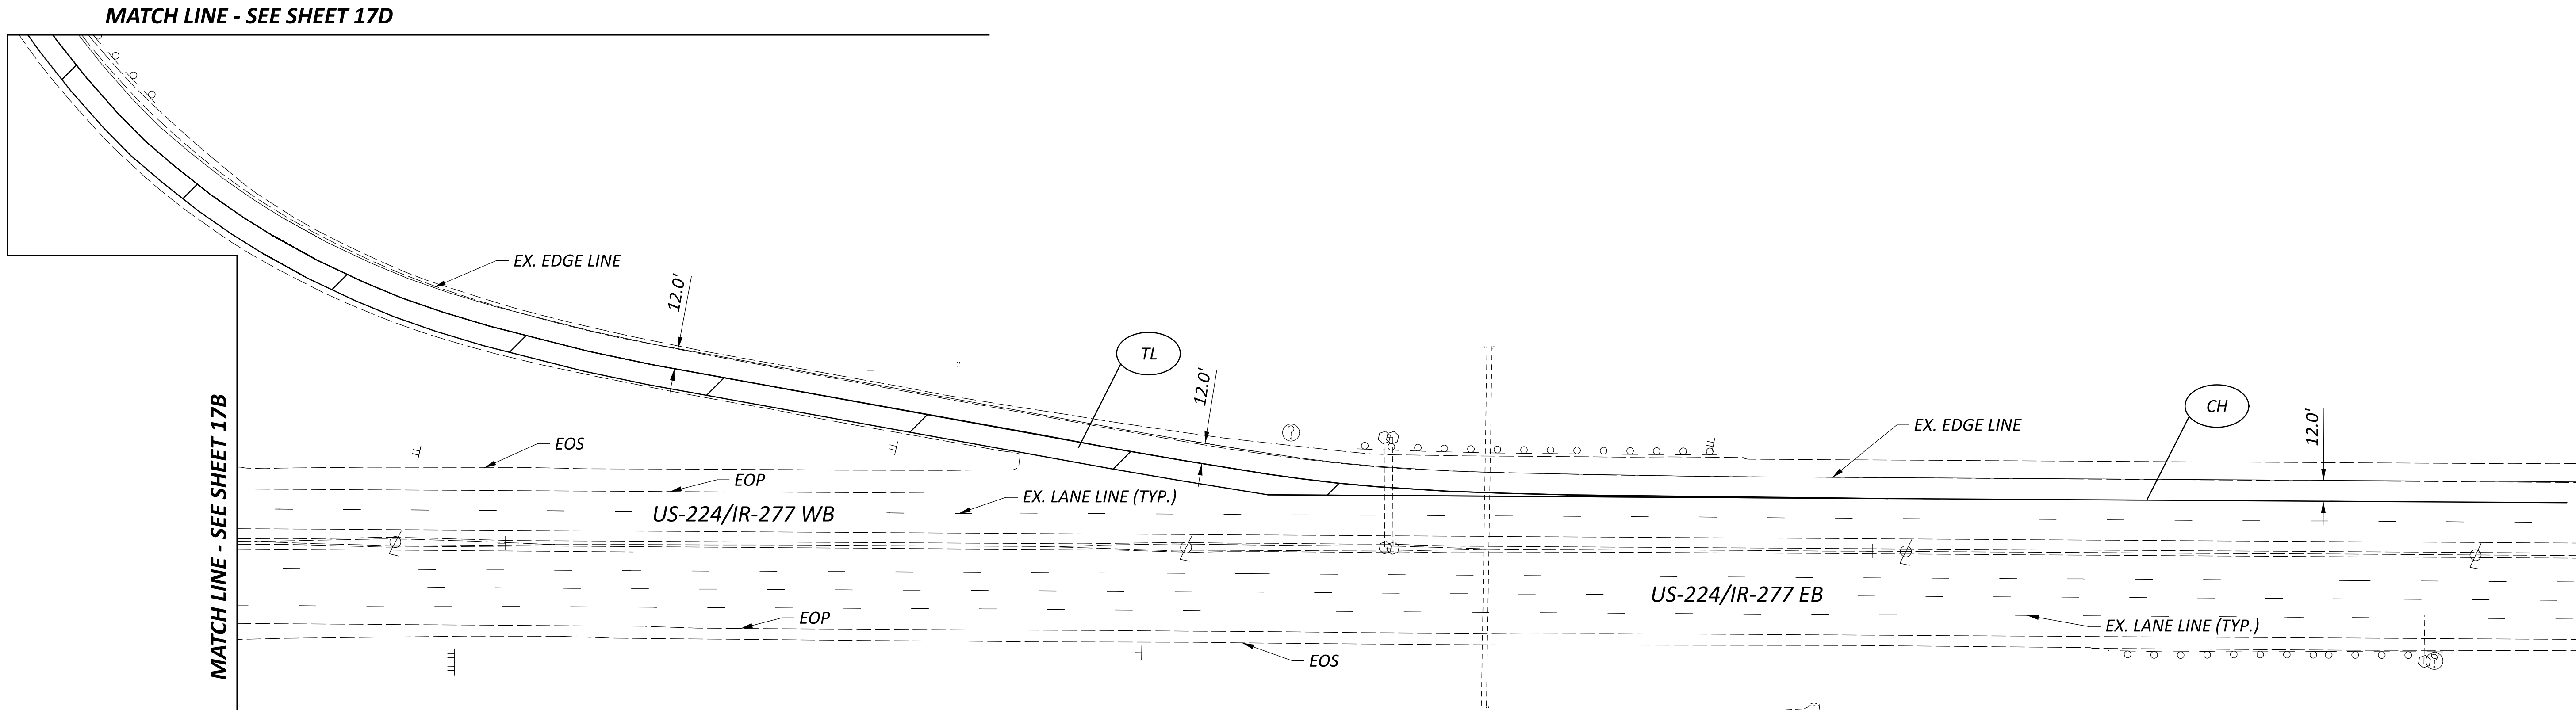 MATCH LINE - SEE SHEET 17D
EX. EDGE LINE
12.0'
TL
12.0'
?
CH
12.0'
EX. EDGE LINE
MATCH LINE - SEE SHEET 17B
EOS
EOP
EX. LANE LINE (TYP.)
US-224/IR-277 WB
US-224/IR-277 EB
EOP
EX. LANE LINE (TYP.)
EOS
?